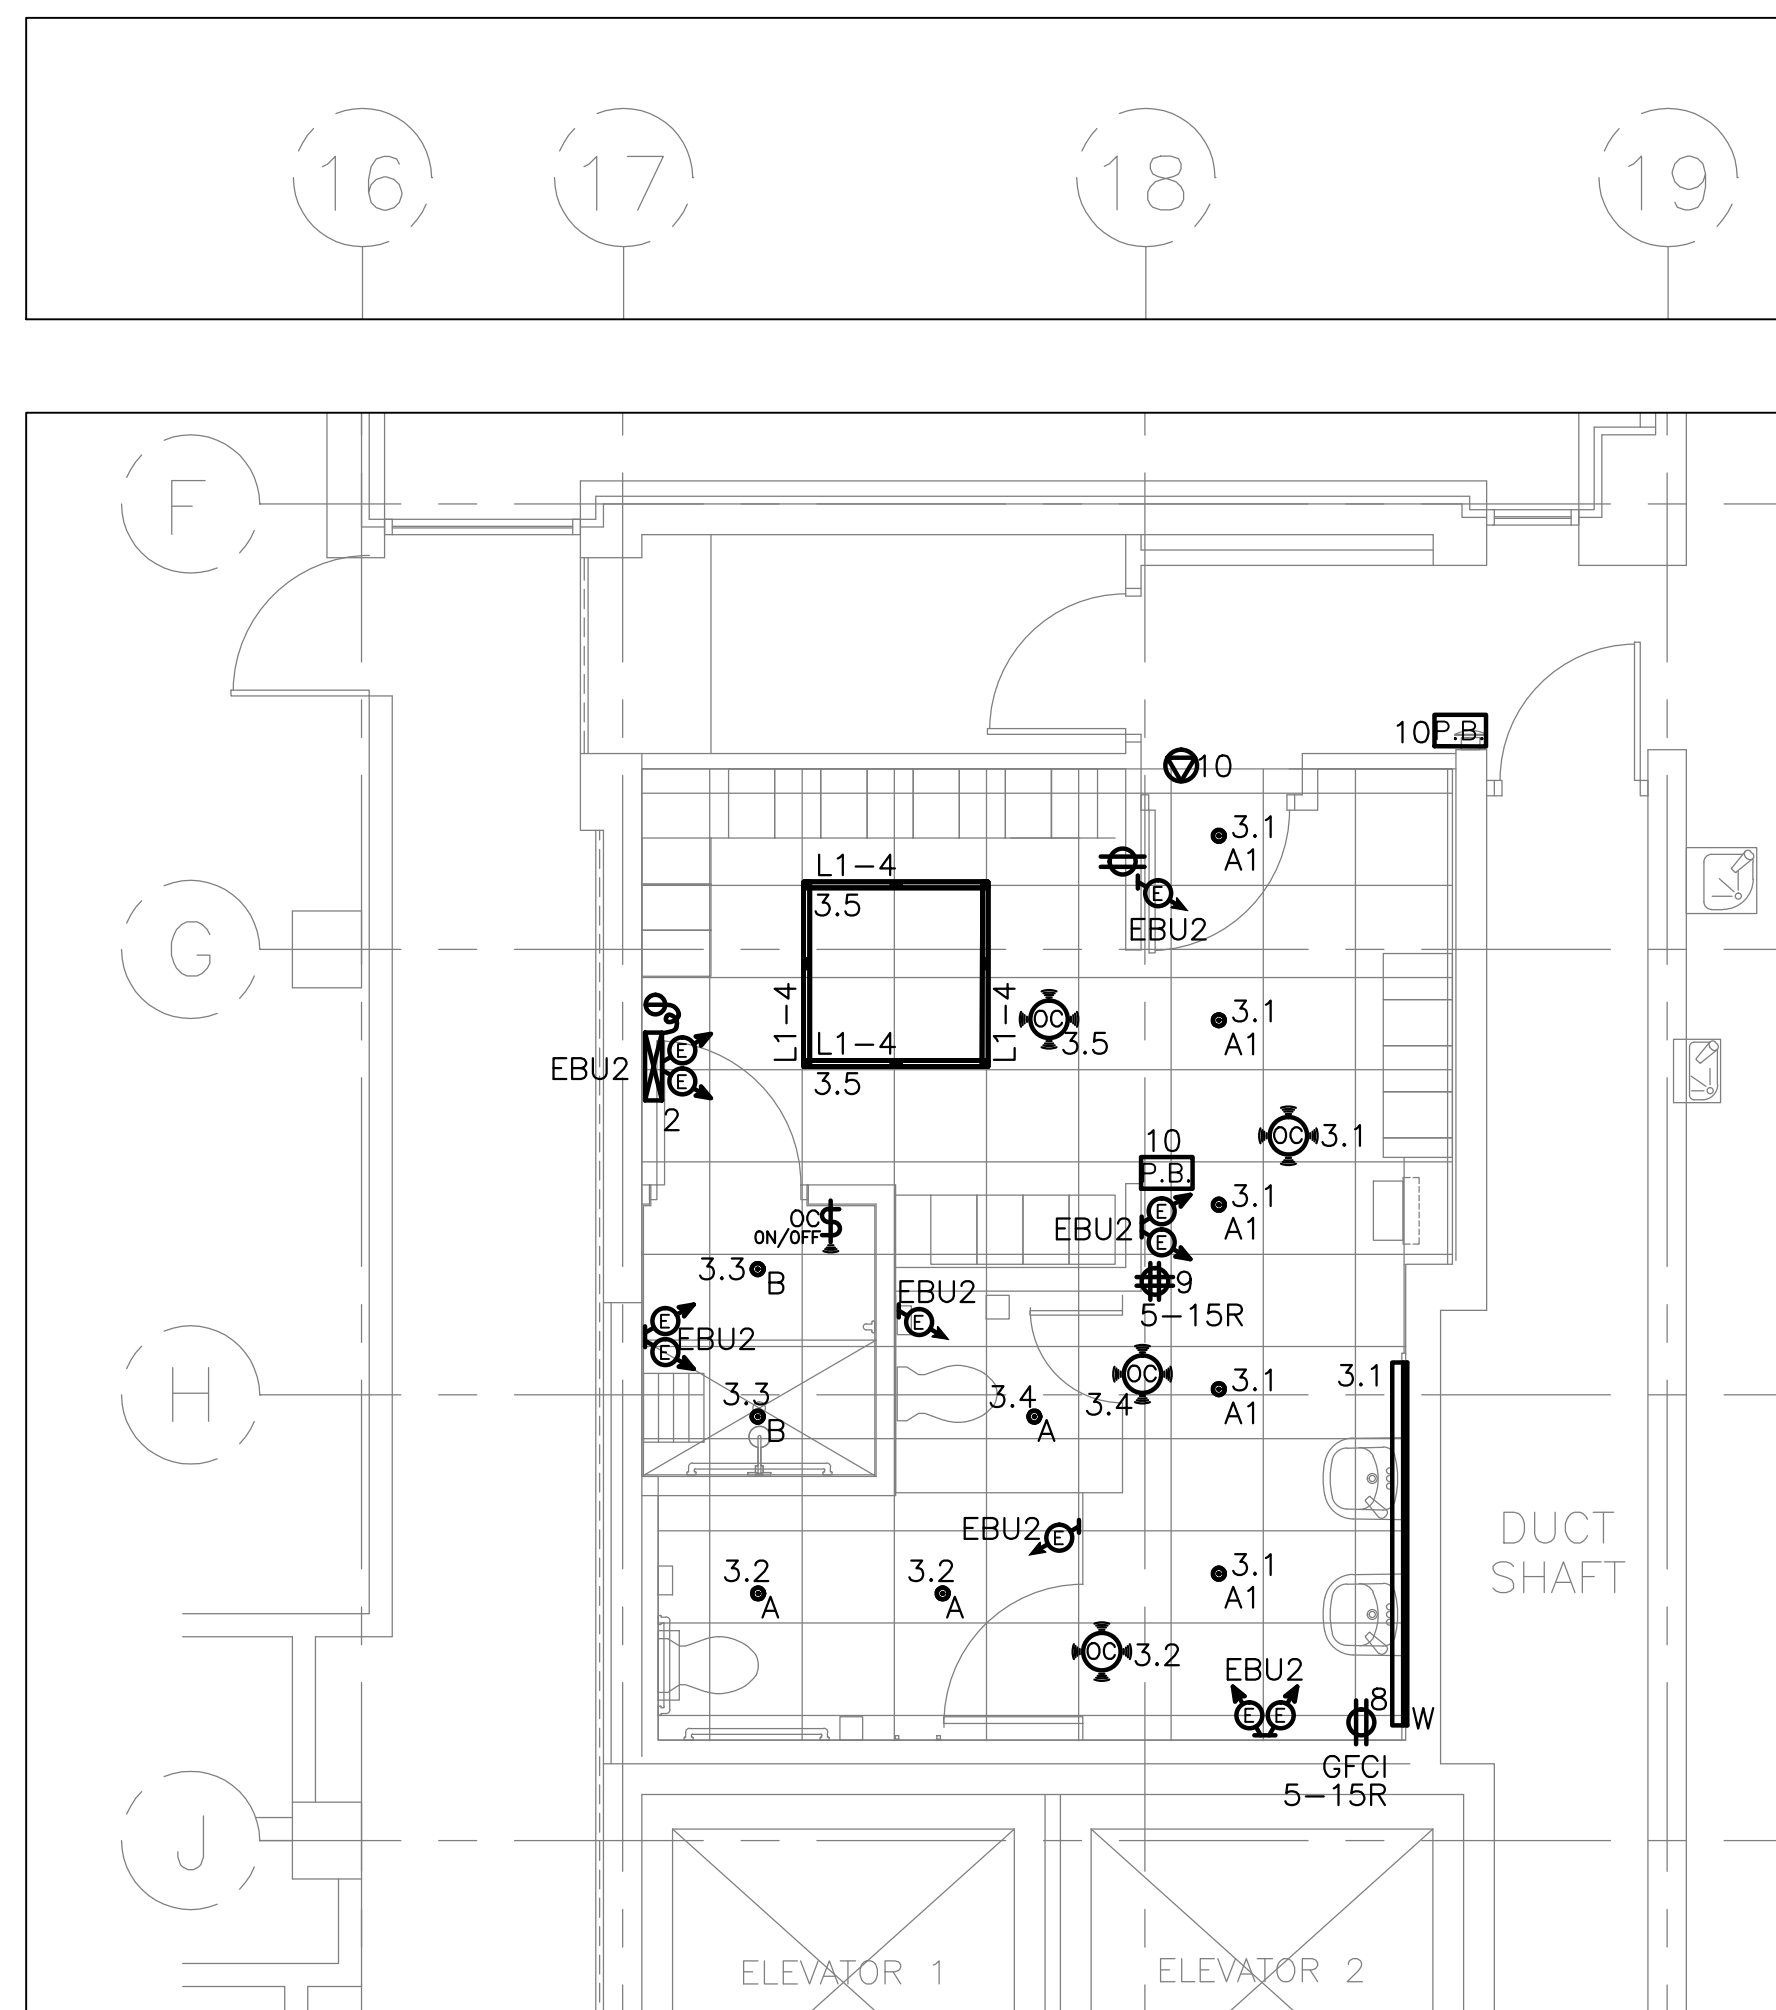 16 17 18 19
F
10 P.B.
10
3.1
A1
L1-4
3.5
E
EBU2
G
L1-4
L1-4
OC
3.1
A1
L1-4
3.5
3.5
EBU2
E
E
2
OC
3.1
10
P.B.
3.1
A1
OC
ON/OFF
EBU2
E
E
3.3
B
9
5-15R
EBU2
E
E
EBU2
E
H
OC
3.4
3.1
A1
3.1
3.3
B
3.4
A
DUCT
SHAFT
EBU2
E
3.2
A
3.2
A
3.1
A1
OC
3.2
EBU2
E
E
8
W
GFCI
5-15R
J
ELEVATOR 1
ELEVATOR 2